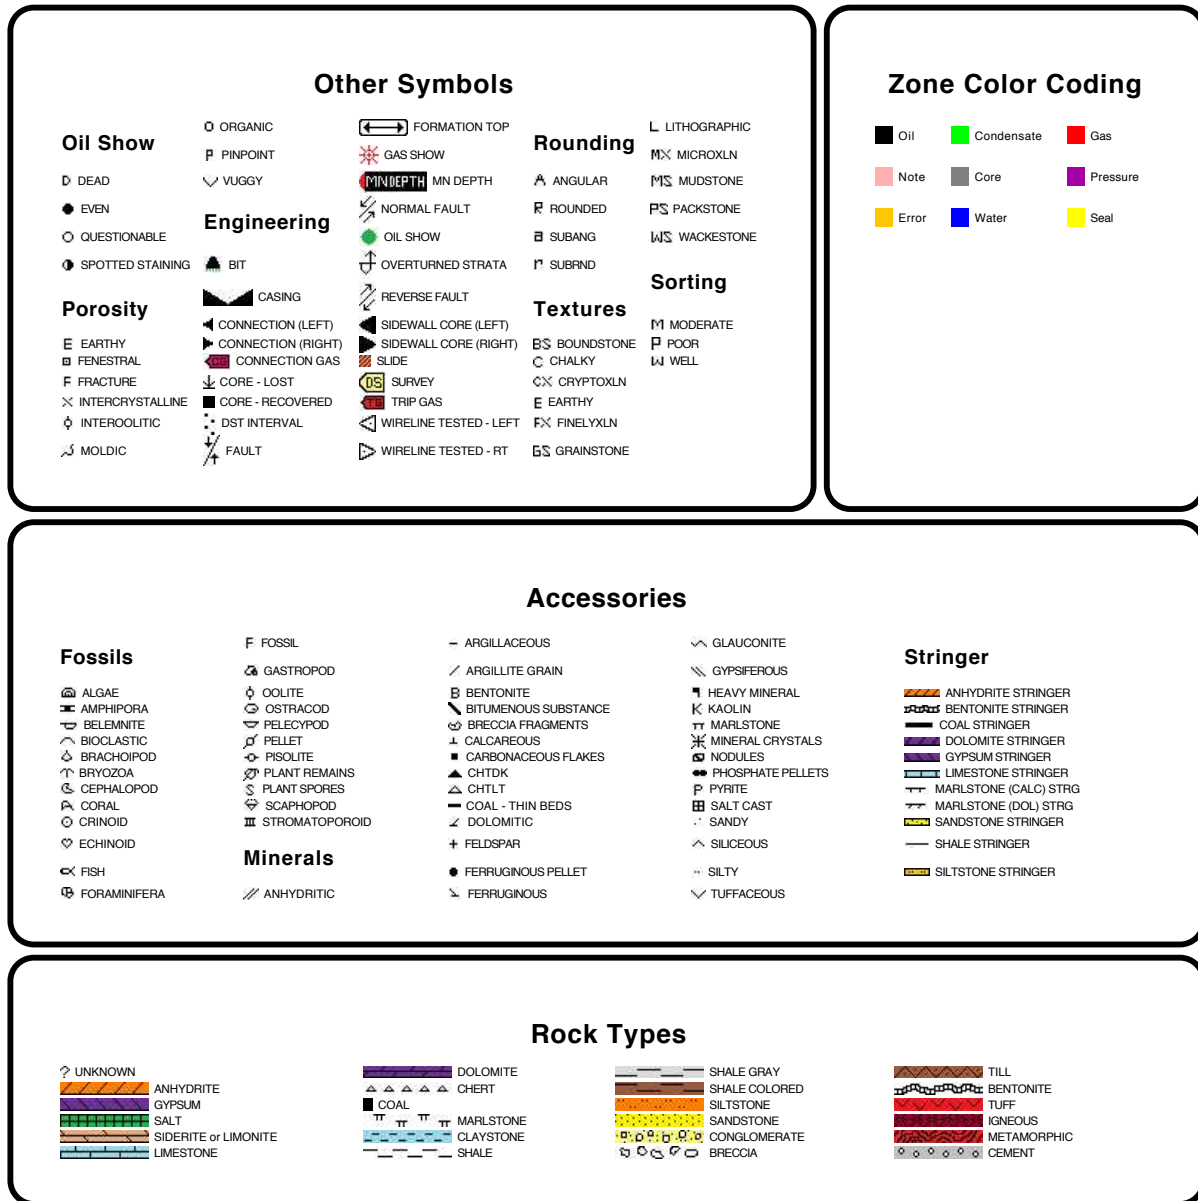 Other Symbols
Oil Show
D DEAD
EVEN
QUESTIONABLE
SPOTTED STAINING
Porosity
E EARTHY
FENESTRAL
F FRACTURE
INTERCRYSTALLINE
INTEROOLITIC
MOLDIC
O ORGANIC
P PINPOINT
VUGGY
Engineering
BIT
CASING
CONNECTION (LEFT)
CONNECTION (RIGHT)
CG CONNECTION GAS
CORE - LOST
CORE - RECOVERED
DST INTERVAL
FAULT
FORMATION TOP
GAS SHOW
MN DEPTH MN DEPTH
NORMAL FAULT
OIL SHOW
OVERTURNED STRATA
REVERSE FAULT
SIDEWALL CORE (LEFT)
SIDEWALL CORE (RIGHT)
SLIDE
DS SURVEY
TG TRIP GAS
WIRELINE TESTED - LEFT
WIRELINE TESTED - RT
Rounding
A ANGULAR
R ROUNDED
a SUBANG
r SUBRND
Textures
BS BOUNDSTONE
C CHALKY
CX CRYPTOXLN
E EARTHY
FX FINELYXLN
GS GRAINSTONE
L LITHOGRAPHIC
MX MICROXLN
MS MUDSTONE
PS PACKSTONE
WS WACKESTONE
Sorting
M MODERATE
P POOR
W WELL
Zone Color Coding
Oil Condensate Gas
Note Core Pressure
Error Water Seal
Accessories
Fossils
ALGAE
AMPHIPORA
BELEMNITE
BIOCLASTIC
BRACHOIPOD
BRYOZOA
CEPHALOPOD
CORAL
CRINOID
ECHINOID
FISH
FORAMINIFERA
F FOSSIL
GASTROPOD
OOLITE
OSTRACOD
PELECYPOD
PELLET
PISOLITE
PLANT REMAINS
S PLANT SPORES
SCAPHOPOD
STROMATOPOROID
Minerals
ANHYDRITIC
ARGILLACEOUS
ARGILLITE GRAIN
B BENTONITE
BITUMENOUS SUBSTANCE
BRECCIA FRAGMENTS
CALCAREOUS
CARBONACEOUS FLAKES
CHTDK
CHTLT
COAL - THIN BEDS
DOLOMITIC
FELDSPAR
FERRUGINOUS PELLET
FERRUGINOUS
GLAUCONITE
GYPSIFEROUS
HEAVY MINERAL
K KAOLIN
MARLSTONE
MINERAL CRYSTALS
NODULES
PHOSPHATE PELLETS
P PYRITE
SALT CAST
SANDY
SILICEOUS
SILTY
TUFFACEOUS
Stringer
ANHYDRITE STRINGER
BENTONITE STRINGER
COAL STRINGER
DOLOMITE STRINGER
GYPSUM STRINGER
LIMESTONE STRINGER
MARLSTONE (CALC) STRG
MARLSTONE (DOL) STRG
SANDSTONE STRINGER
SHALE STRINGER
SILTSTONE STRINGER
Rock Types
? UNKNOWN
ANHYDRITE
GYPSUM
SALT
SIDERITE or LIMONITE
LIMESTONE
DOLOMITE
CHERT
COAL
MARLSTONE
CLAYSTONE
SHALE
SHALE GRAY
SHALE COLORED
SILTSTONE
SANDSTONE
CONGLOMERATE
BRECCIA
TILL
BENTONITE
TUFF
IGNEOUS
METAMORPHIC
CEMENT